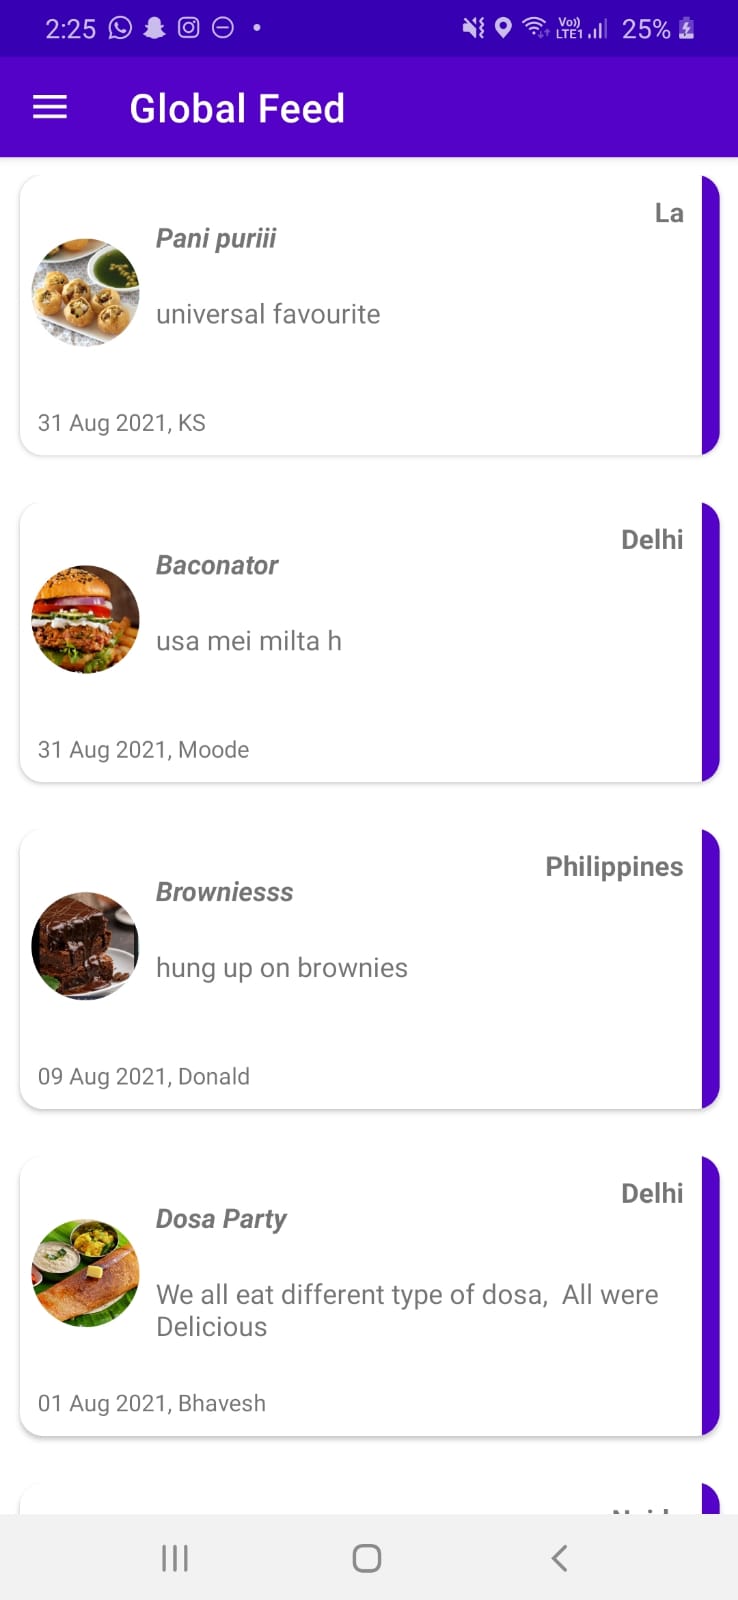 2:25
Vo)) LTE1
25%
Global Feed
La
Pani puriii
universal favourite
31 Aug 2021, KS
Delhi
Baconator
usa mei milta h
31 Aug 2021, Moode
Philippines
Browniesss
hung up on brownies
09 Aug 2021, Donald
Delhi
Dosa Party
We all eat different type of dosa,  All were
Delicious
01 Aug 2021, Bhavesh